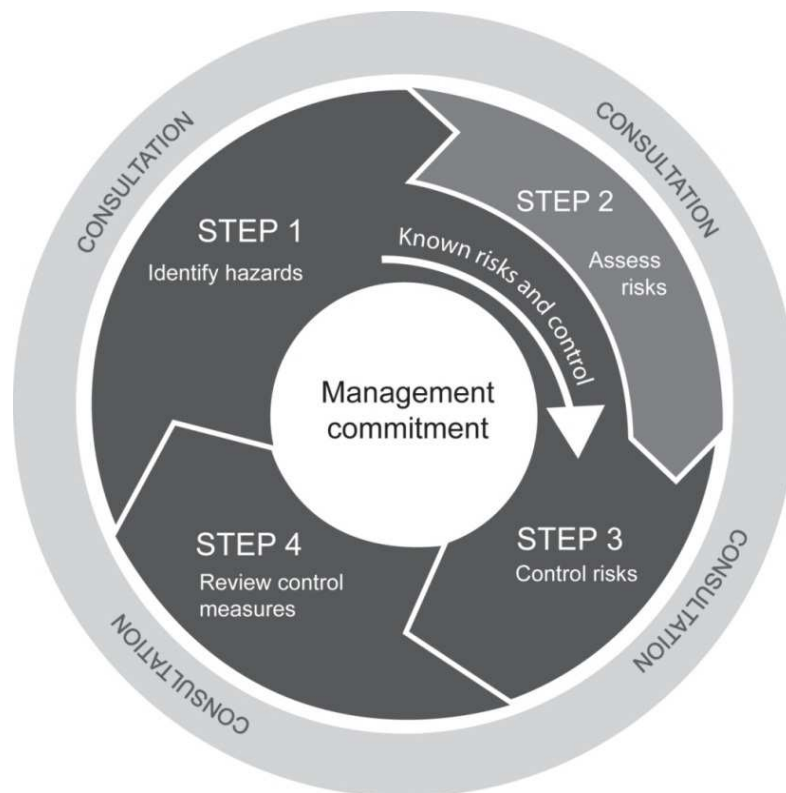 CONSULTATION
CONSULTATION
STEP 1
Identify hazards
STEP 2
Assess
risks
Known risks and control
Management
commitment
STEP 3
Control risks
STEP 4
Review control
measures
CONSULTATION
CONSULTATION